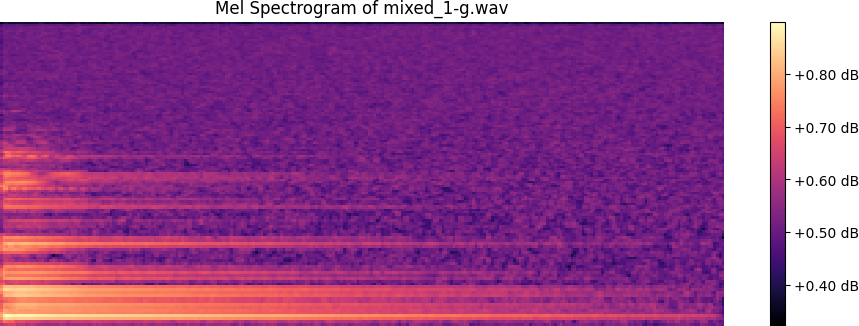 Mel Spectrogram of mixed_1-g.wav
+0.80 dB
+0.70 dB
+0.60 dB
+0.50 dB
+0.40 dB